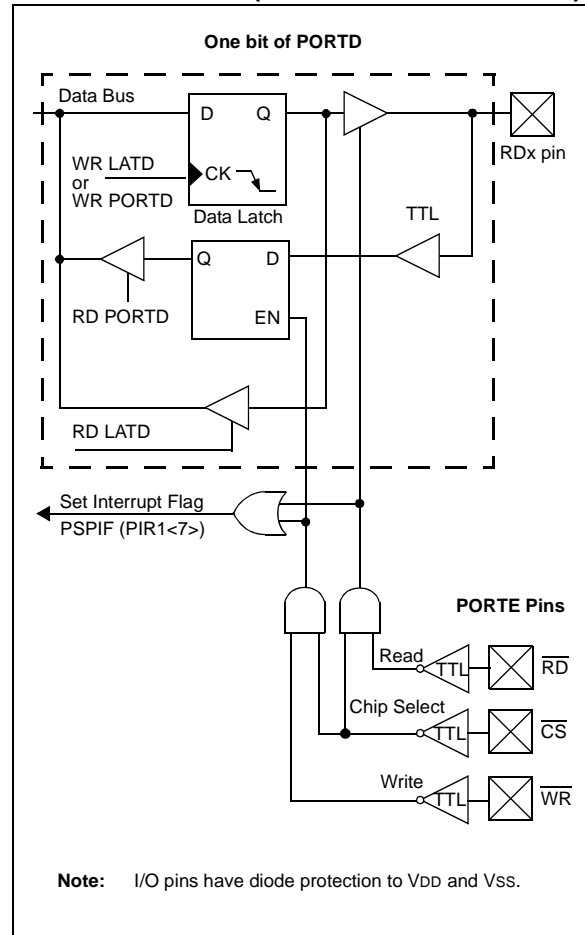 One bit of PORTD
Data Bus
D Q
RDx pin
WR LATD
or
WR PORTD
CK
Data Latch
TTL
Q D
EN
RD PORTD
RD LATD
Set Interrupt Flag
PSPIF (PIR1<7>)
PORTE Pins
Read
TTL
RD
Chip Select
TTL
CS
Write
TTL
WR
Note: I/O pins have diode protection to VDD and VSS.